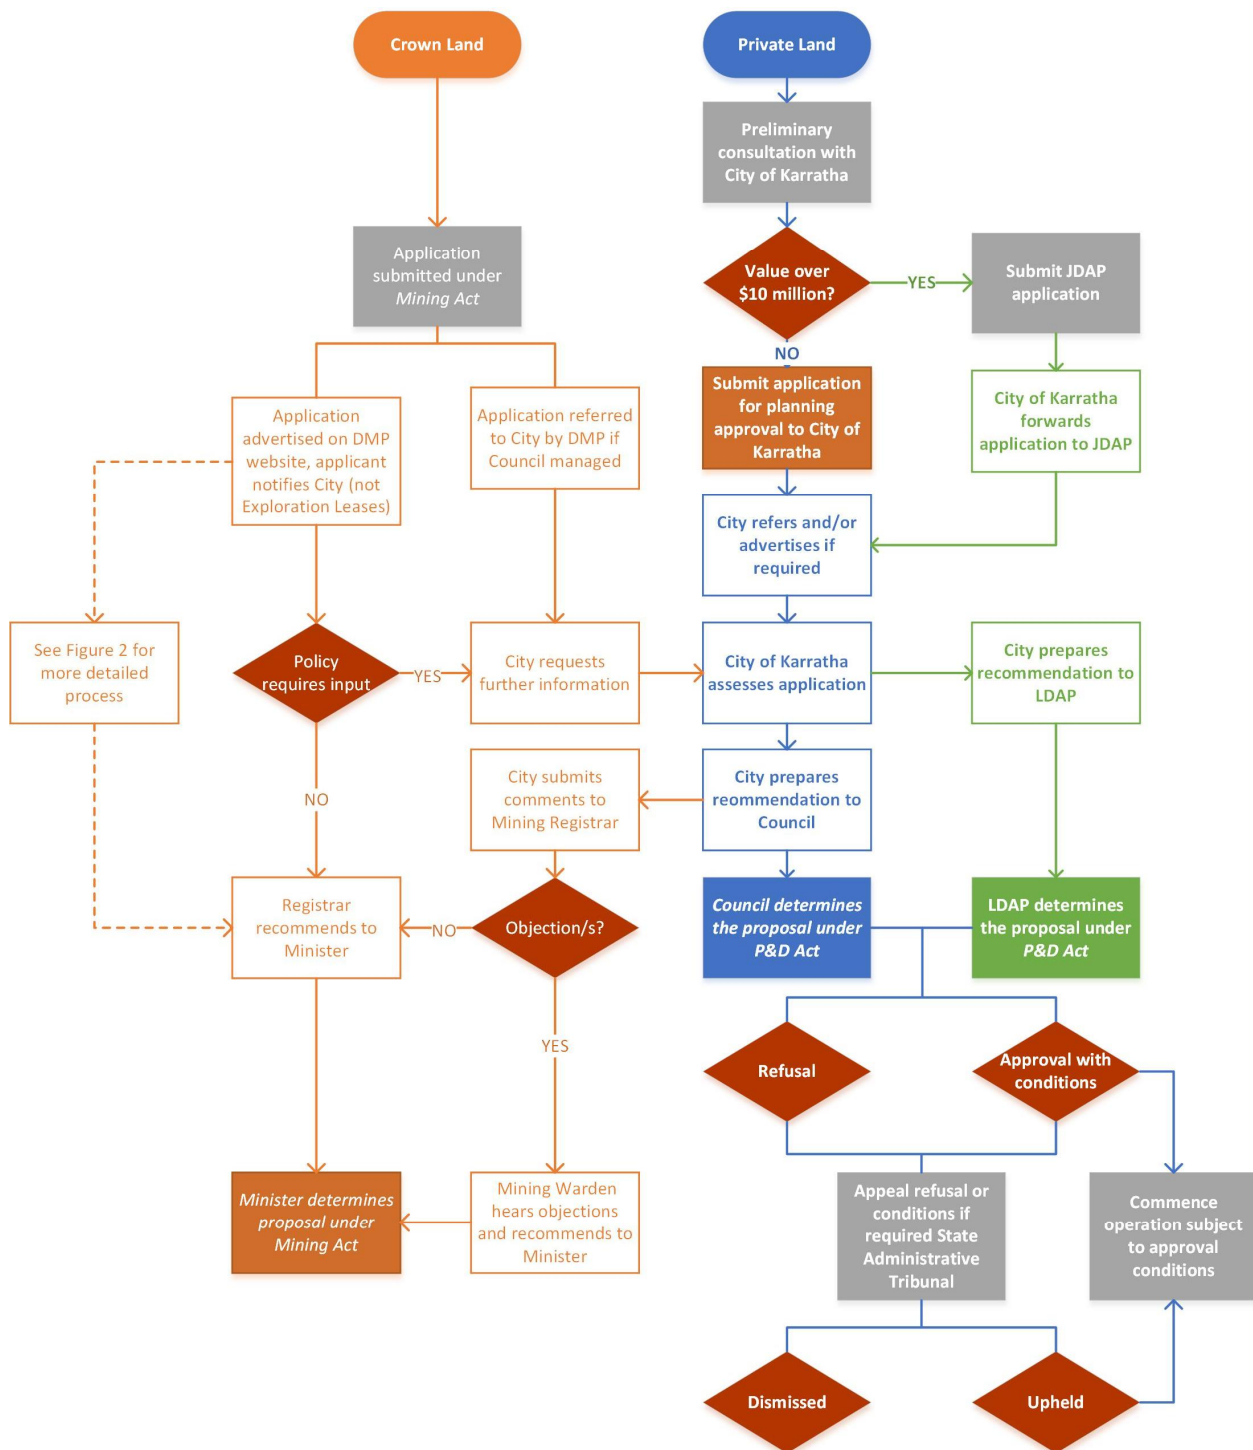 Crown Land
Private Land
Preliminary
consultation with
City of Karratha
Application
submitted under
Mining Act
Value over
$10 million?
YES
Submit JDAP
application
NO
Application
advertised on DMP
website, applicant
notifies City (not
Exploration Leases)
Application referred
to City by DMP if
Council managed
Submit application
for planning
approval to City of
Karratha
City of Karratha
forwards
application to JDAP
City refers and/or
advertises if
required
See Figure 2 for
more detailed
process
Policy
requires input
YES
City requests
further information
City of Karratha
assesses application
City prepares
recommendation to
LDAP
NO
City submits
comments to
Mining Registrar
City prepares
reommendation to
Council
Registrar
recommends to
Minister
NO
Objection/s?
Council determines
the proposal under
P&D Act
LDAP determines
the proposal under
P&D Act
YES
Refusal
Approval with
conditions
Minister determines
proposal under
Mining Act
Mining Warden
hears objections
and recommends to
Minister
Appeal refusal or
conditions if
required State
Administrative
Tribunal
Commence
operation subject
to approval
conditions
Dismissed
Upheld